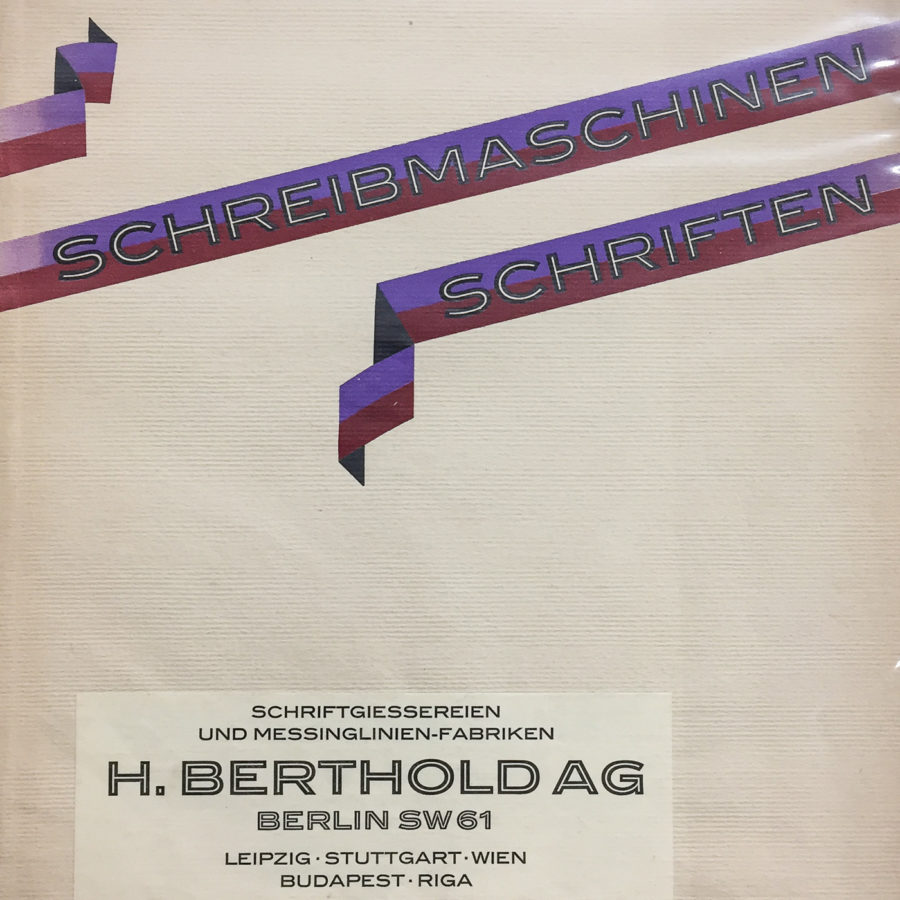 SCHREIBMASCHINEN
SCHRIFTEN
SCHRIFTGIESSEREIEN
UND MESSINGLINIEN-FABRIKEN
H. BERTHOLD AG
BERLIN SW 61
LEIPZIG · STUTTGART · WIEN
BUDAPEST · RIGA